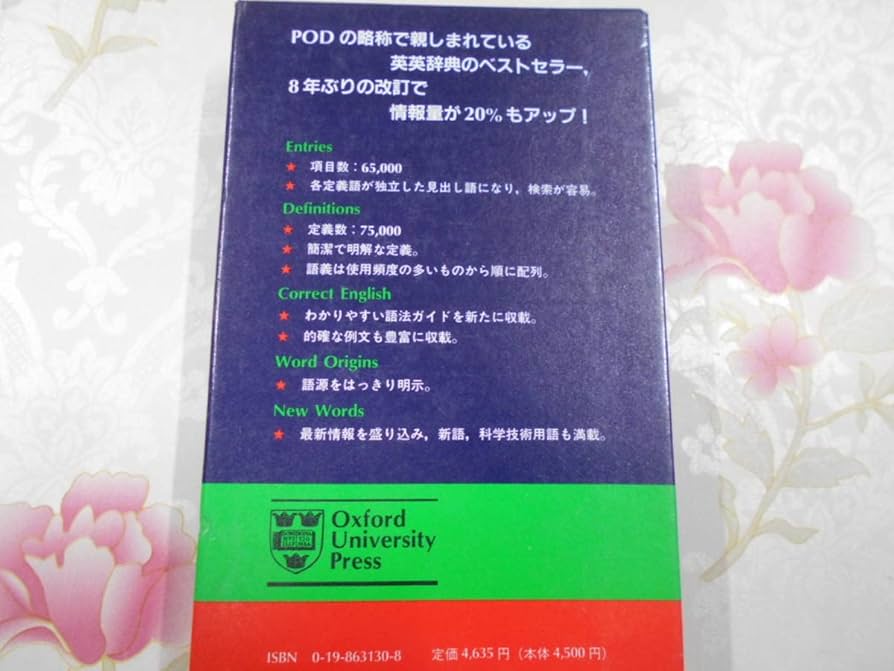 PODの略称で親しまれている
英英辞典のベストセラー,
8年ぶりの改訂で
情報量が20%もアップ!
Entries
★ 項目数：65,000
★ 各定義語が独立した見出し語になり，検索が容易。
Definitions
★ 定義数：75,000
★ 簡潔で明解な定義。
★ 語義は使用頻度の多いものから順に配列。
Correct English
★ わかりやすい語法ガイドを新たに収載。
★ 的確な例文も豊富に収載。
Word Origins
★ 語源をはっきり明示。
New Words
★ 最新情報を盛り込み，新語，科学技術用語も満載。
Oxford
University
Press
ISBN 0-19-863130-8 定価 4,635円（本体 4,500円）